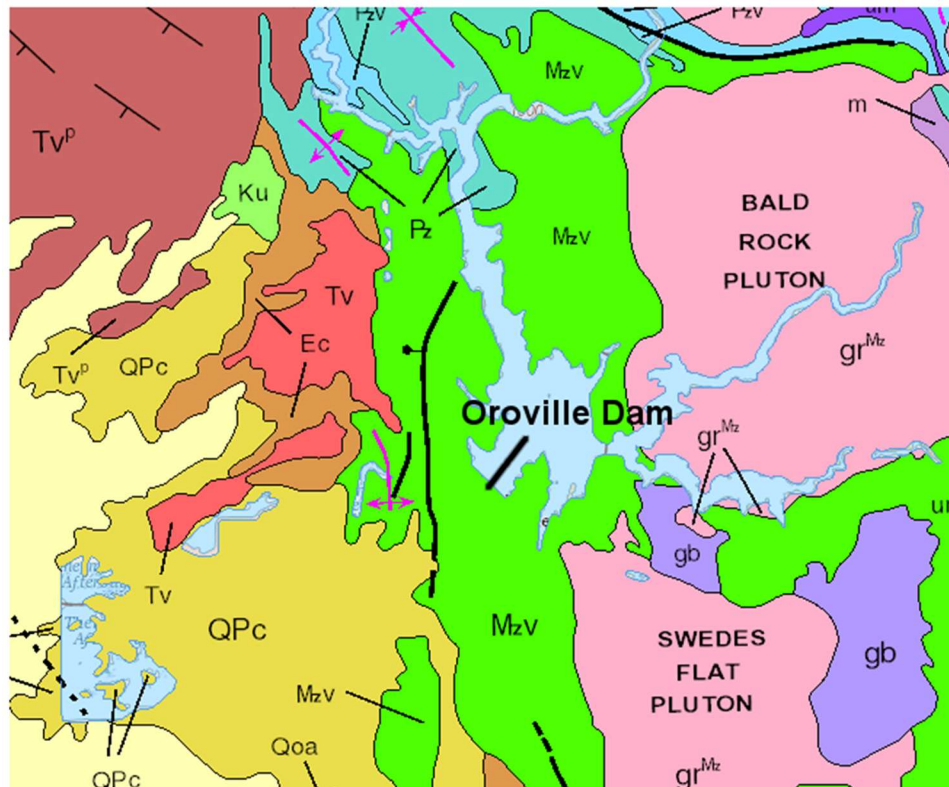 PzV
PzV
um
MzV
m
Tvᵖ
Ku
BALD
ROCK
PLUTON
Pz
MzV
Tv
Ec
grᴹᶻ
Tvᵖ
QPc
Oroville Dam
grᴹᶻ
gb
Tv
QPc
MzV
SWEDES
FLAT
PLUTON
gb
MzV
Qoa
QPc
grᴹᶻ